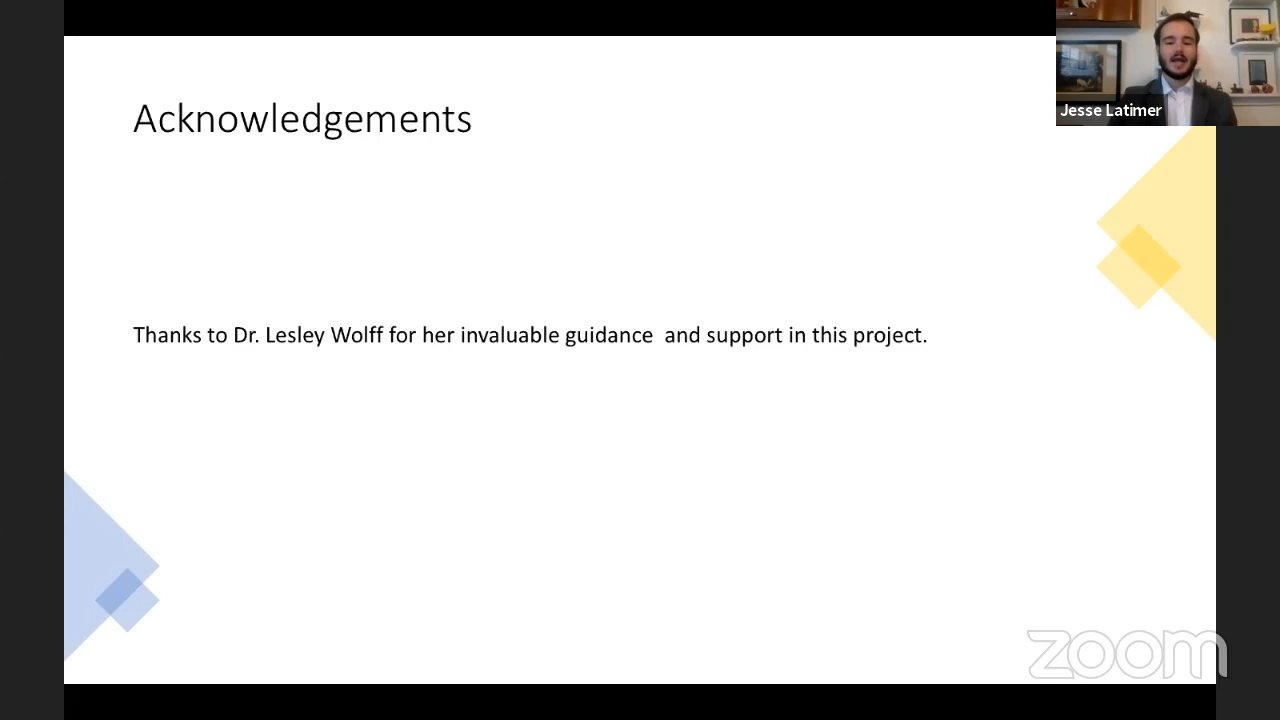 Acknowledgements
Jesse Latimer
Thanks to Dr. Lesley Wolff for her invaluable guidance  and support in this project.
zoom